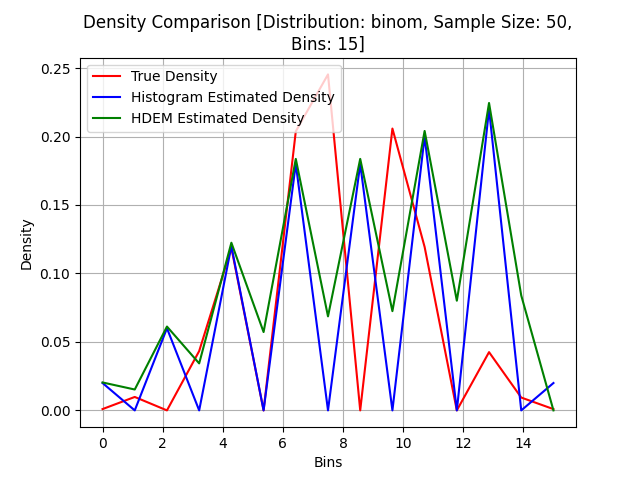 Density Comparison [Distribution: binom, Sample Size: 50,
Bins: 15]
True Density
Histogram Estimated Density
HDEM Estimated Density
Density
0.25
0.20
0.15
0.10
0.05
0.00
0 2 4 6 8 10 12 14
Bins